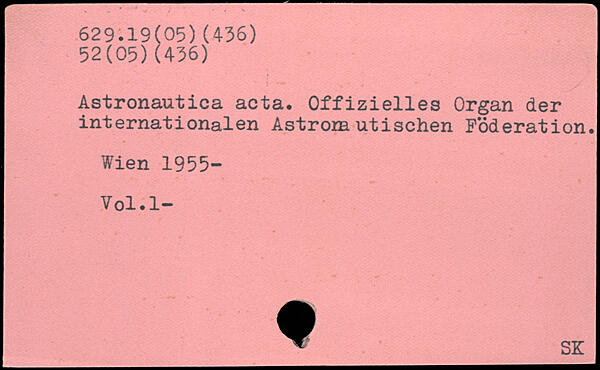 629.19(05)(436)
52(05)(436)
Astronautica acta. Offizielles Organ der
internationalen Astronautischen Föderation.
Wien 1955-
Vol.1-
SK